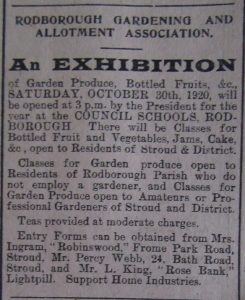 RODBOROUGH GARDENING AND
ALLOTMENT ASSOCIATION.
An EXHIBITION
of Garden Produce, Bottled Fruits, &c.,
SATURDAY, OCTOBER 30th. 1920, will
be opened at 3 p.m. by the President for the
year at the COUNCIL SCHOOLS, ROD-
BOROUGH. There will be Classes for
Bottled Fruit and Vegetables, Jams, Cake,
&c, open to Residents of Stroud & District.
Classes for Garden produce open to
Residents of Rodborough Parish who do
not employ a gardener, and Classes for
Garden Produce open to Amateurs or Pro-
fessional Gardeners of Stroud and District.
Teas provided at moderate charges.
Entry Forms can be obtained from Mrs.
Ingram, "Robinswood," Frome Park Road,
Stroud, Mr. Percy Webb, 24, Bath Road,
Stroud, and Mr. L. King, "Rose Bank,"
Lightpill. Support Home Industries.